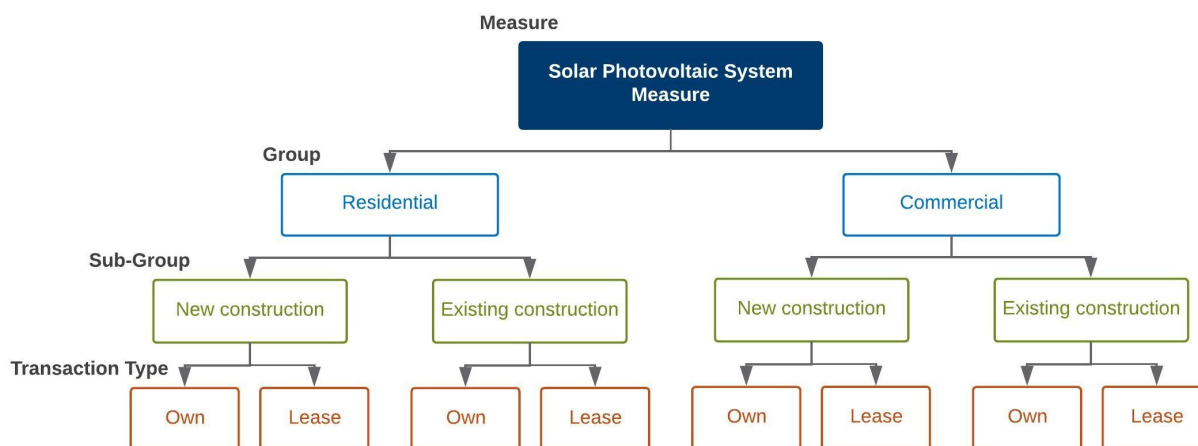 Measure
Solar Photovoltaic System
Measure
Group
Residential
Commercial
Sub-Group
New construction
Existing construction
New construction
Existing construction
Transaction Type
Own
Lease
Own
Lease
Own
Lease
Own
Lease